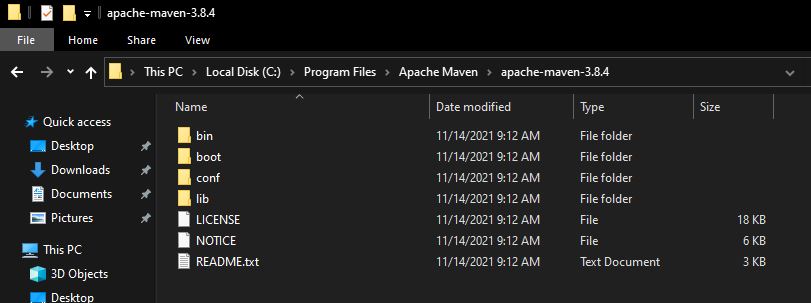 apache-maven-3.8.4
File Home Share View
This PC Local Disk (C:) Program Files Apache Maven apache-maven-3.8.4
Name Date modified Type Size
Quick access
Desktop
Downloads
Documents
Pictures
This PC
3D Objects
Desktop
bin 11/14/2021 9:12 AM File folder
boot 11/14/2021 9:12 AM File folder
conf 11/14/2021 9:12 AM File folder
lib 11/14/2021 9:12 AM File folder
LICENSE 11/14/2021 9:12 AM File 18 KB
NOTICE 11/14/2021 9:12 AM File 6 KB
README.txt 11/14/2021 9:12 AM Text Document 3 KB